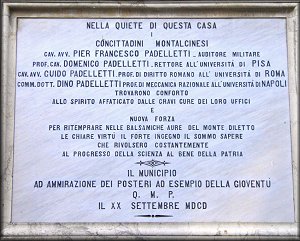 NELLA QUIETE DI QUESTA CASA
I
CONCITTADINI MONTALCINESI
CAV. AVV. PIER FRANCESCO PADELLETTI, AUDITORE MILITARE
PROF. CAV. DOMENICO PADELLETTI, RETTORE ALL'UNIVERSITÀ DI PISA
CAV. AVV. GUIDO PADELLETTI, PROF. DI DIRITTO ROMANO ALL'UNIVERSITÀ DI ROMA
COMM. DOTT. DINO PADELLETTI PROF. DI MECCANICA RAZIONALE ALL'UNIVERSITÀ DI NAPOLI
TROVARONO CONFORTO
ALLO SPIRITO AFFATICATO DALLE GRAVI CURE DEI LORO UFFICI
E
NUOVA FORZA
PER RITEMPRARE NELLE BALSAMICHE AURE DEL MONTE DILETTO
LE CHIARE VIRTÙ IL FORTE INGEGNO IL SOMMO SAPERE
CHE RIVOLSERO COSTANTEMENTE
AL PROGRESSO DELLA SCIENZA AL BENE DELLA PATRIA
IL MUNICIPIO
AD AMMIRAZIONE DEI POSTERI AD ESEMPIO DELLA GIOVENTÙ
Q. M. P.
IL XX SETTEMBRE MDCD